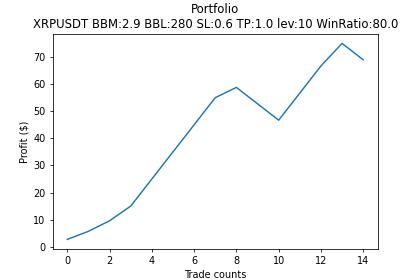 Portfolio
XRPUSDT BBM:2.9 BBL:280 SL:0.6 TP:1.0 lev:10 WinRatio:80.0
Profit ($)
70
60
50
40
30
20
10
0
0 2 4 6 8 10 12 14
Trade counts